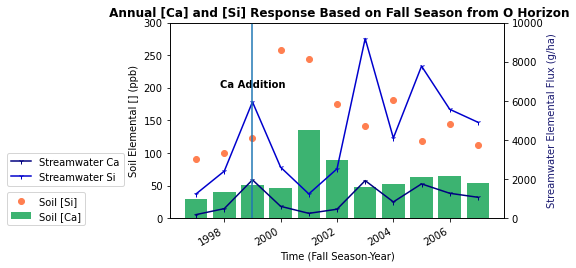 Annual [Ca] and [Si] Response Based on Fall Season from O Horizon
300
250
200
150
100
50
0
Soil Elemental [] (ppb)
Ca Addition
10000
8000
6000
4000
2000
0
Streamwater Elemental Flux (g/ha)
1998
2000
2002
2004
2006
Time (Fall Season-Year)
Streamwater Ca
Streamwater Si
Soil [Si]
Soil [Ca]